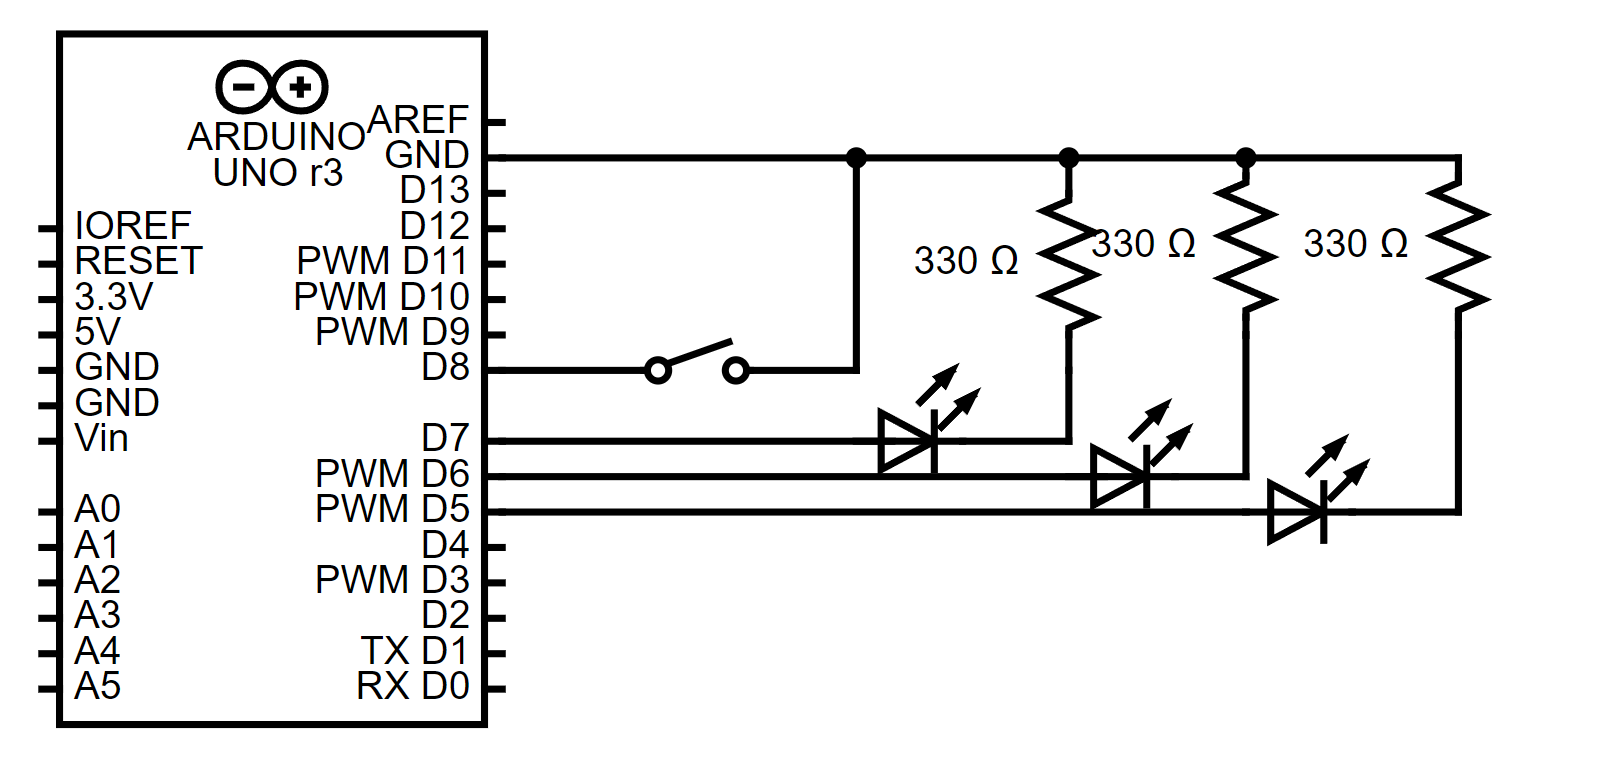 ARDUINO
UNO r3
AREF
GND
D13
D12
PWM D11
PWM D10
PWM D9
D8
D7
PWM D6
PWM D5
D4
PWM D3
D2
TX D1
RX D0
IOREF
RESET
3.3V
5V
GND
GND
Vin
A0
A1
A2
A3
A4
A5
330 Ω
330 Ω
330 Ω